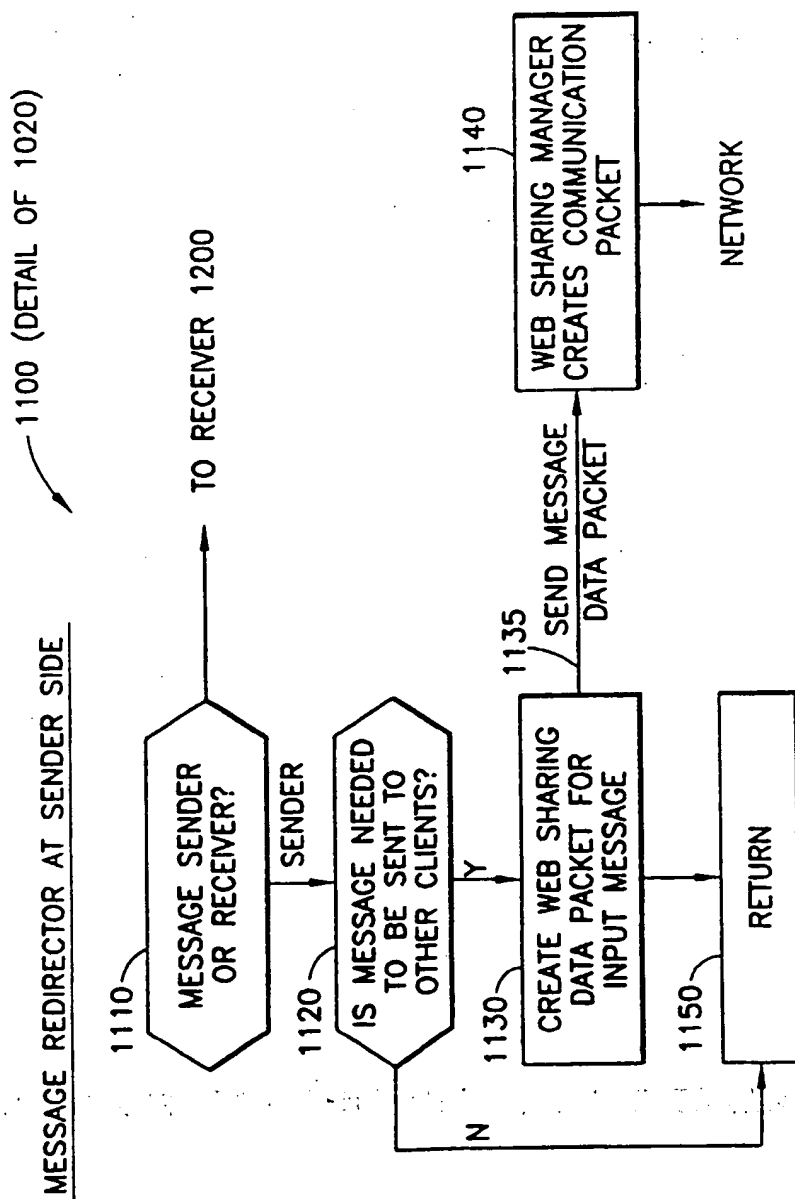 MESSAGE REDIRECTOR AT SENDER SIDE
1100 (DETAIL OF 1020)
1110
MESSAGE SENDER
OR RECEIVER?
TO RECEIVER 1200
SENDER
1120
IS MESSAGE NEEDED
TO BE SENT TO
OTHER CLIENTS?
N
Y
1130
CREATE WEB SHARING
DATA PACKET FOR
INPUT MESSAGE
1135
SEND MESSAGE
DATA PACKET
1140
WEB SHARING MANAGER
CREATES COMMUNICATION
PACKET
NETWORK
1150
RETURN